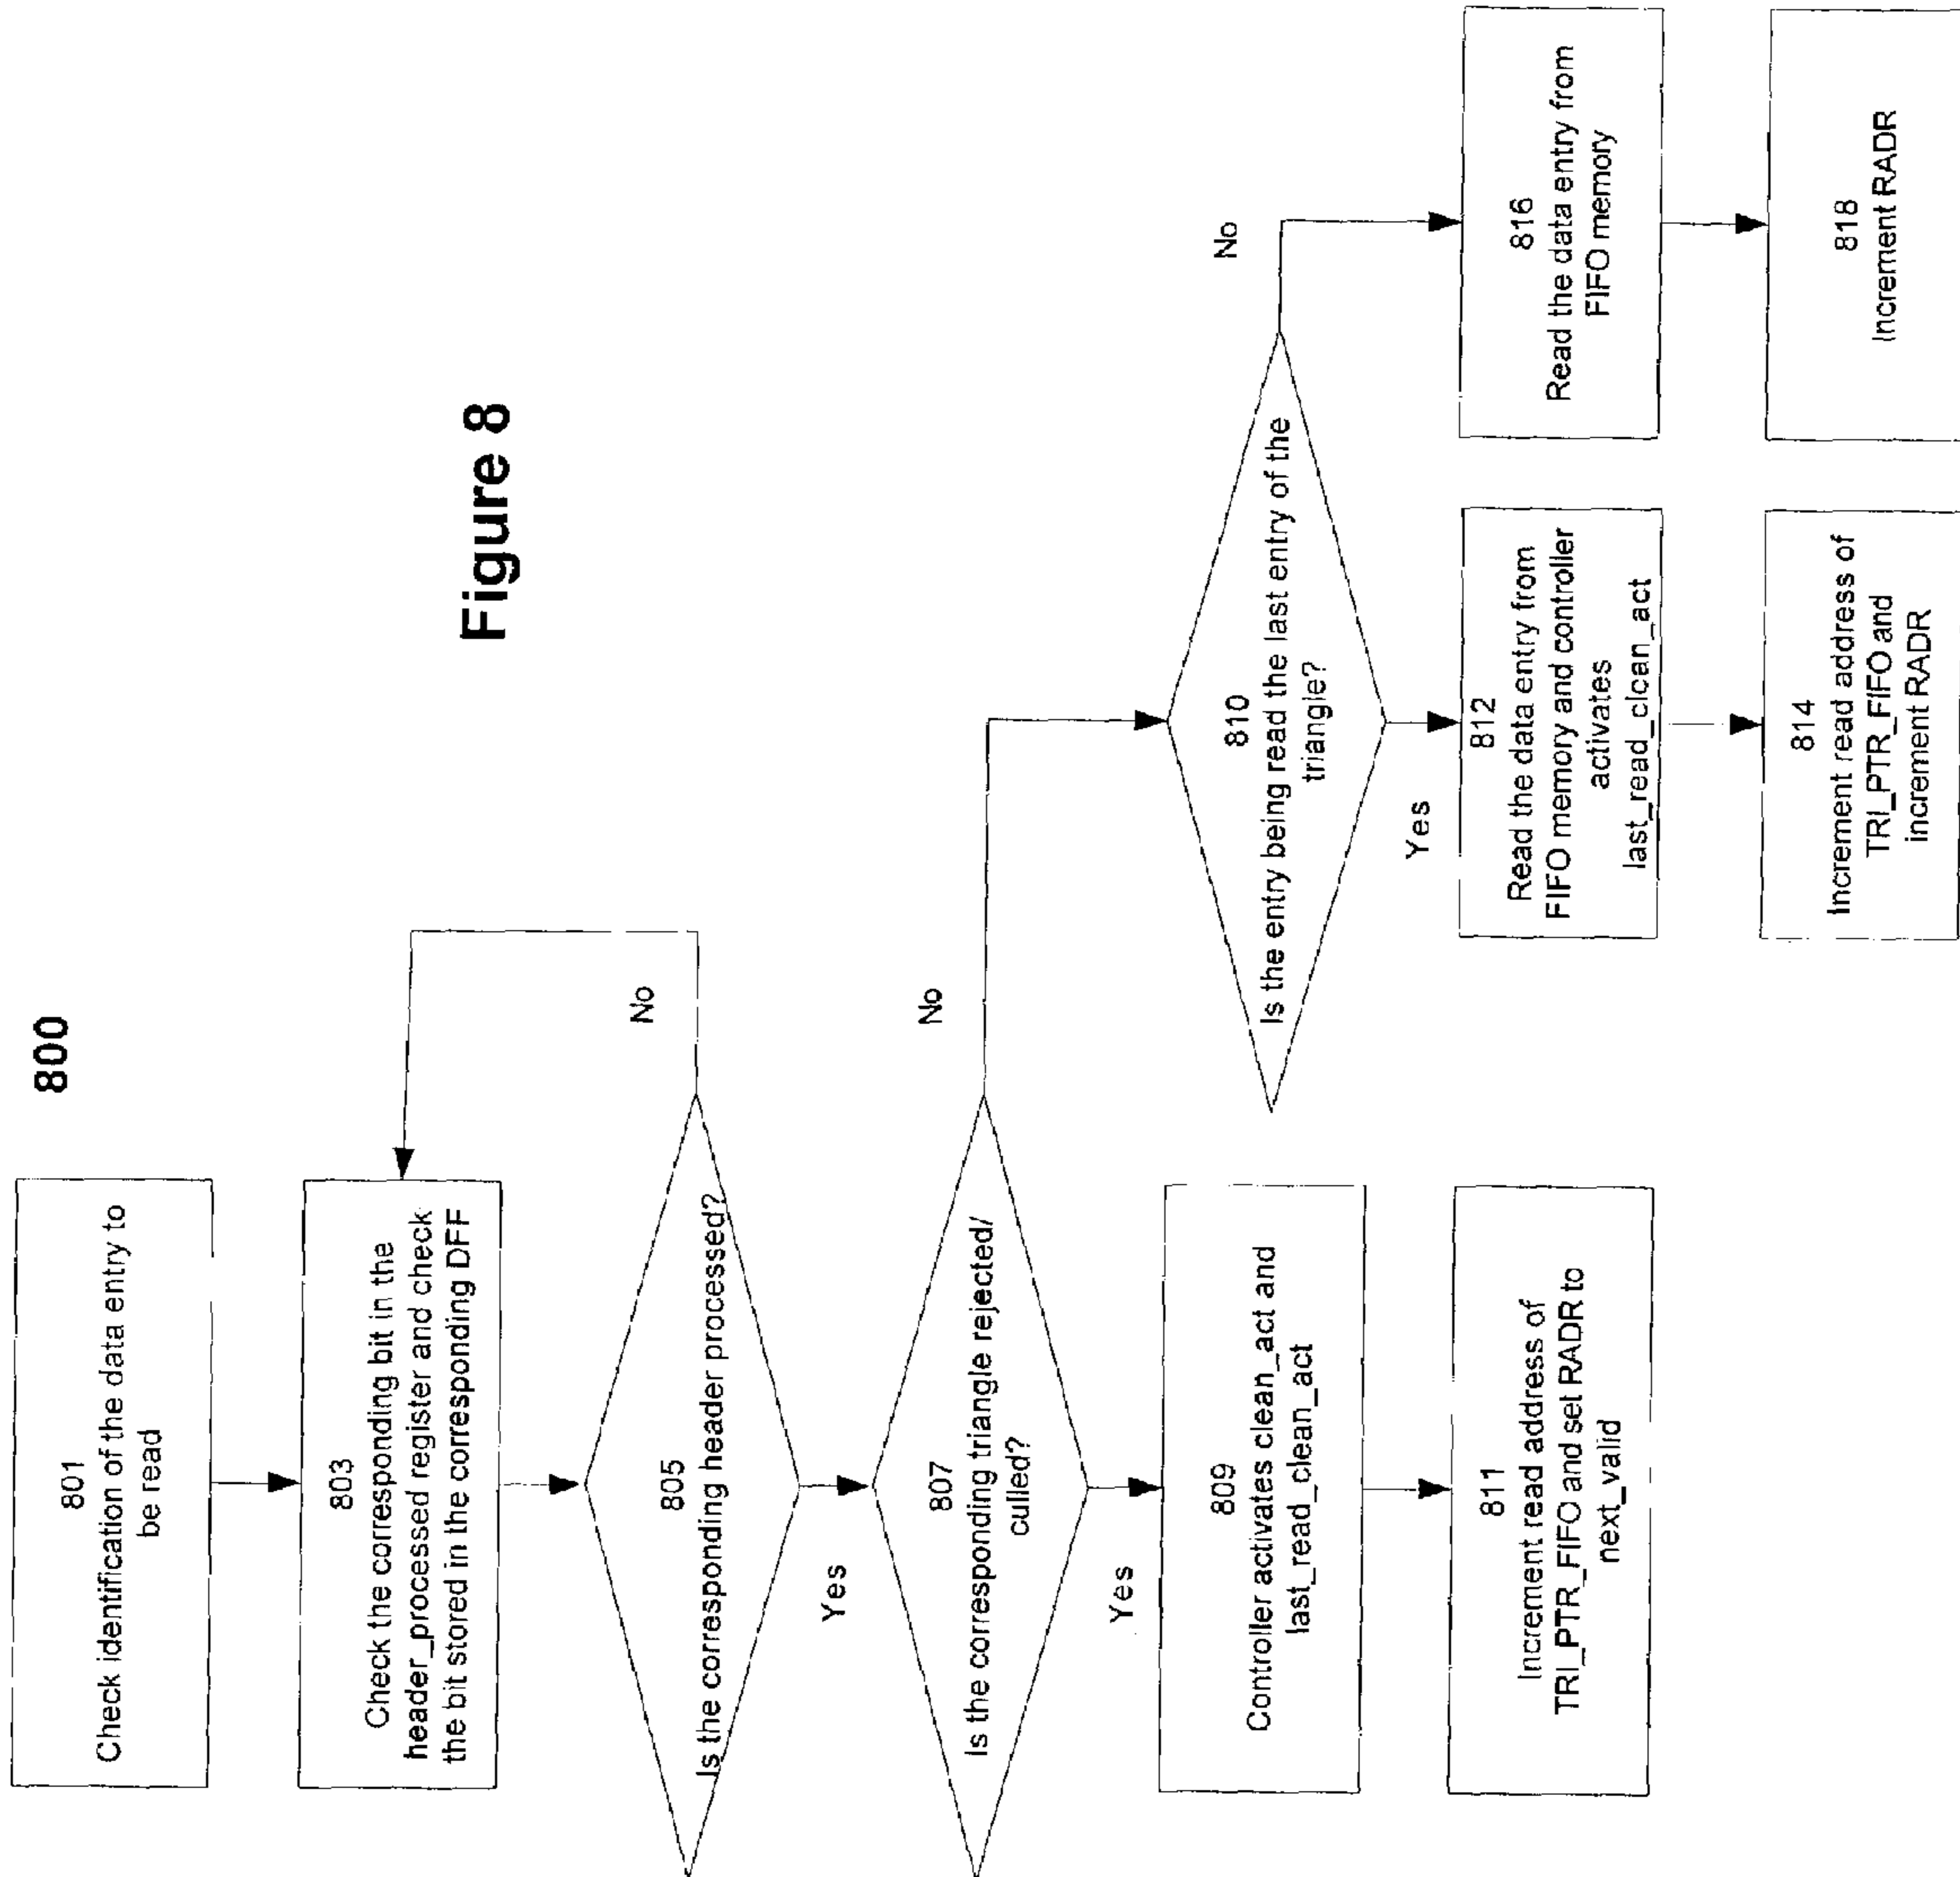 800
801
Check identification of the data entry to
be read
803
Check the corresponding bit in the
header_processed register and check
the bit stored in the corresponding DFF
805
Is the corresponding header processed?
No
Yes
807
Is the corresponding triangle rejected/
culled?
No
Yes
809
Controller activates clean_act and
last_read_clean_act
811
Increment read address of
TRI_PTR_FIFO and set RADR to
next_valid
Figure 8
810
Is the entry being read the last entry of the
triangle?
No
Yes
812
Read the data entry from
FIFO memory and controller
activates
last_read_clean_act
814
Increment read address of
TRI_PTR_FIFO and
increment RADR
816
Read the data entry from
FIFO memory
818
Increment RADR